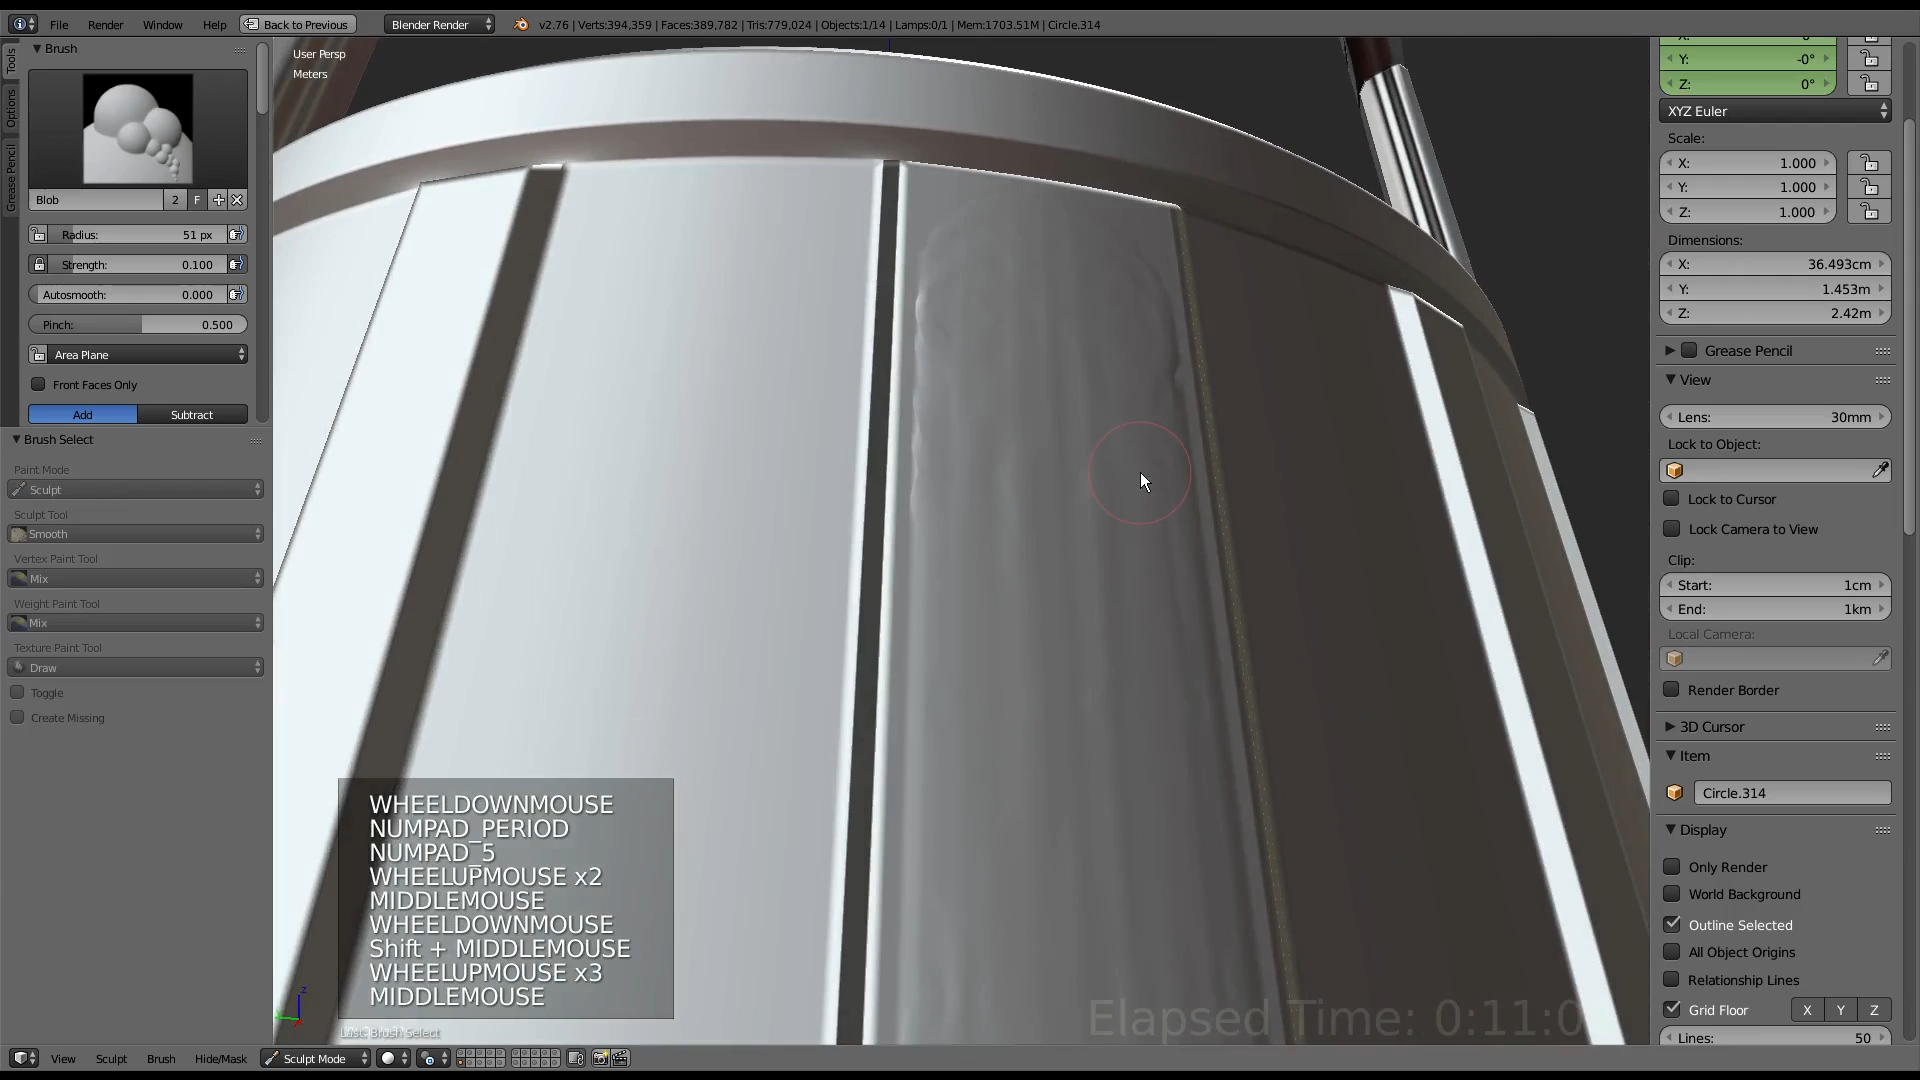 File Render Window Help Back to Previous Blender Render v2.76 | Verts:394,359 | Faces:389,782 | Tris:779,024 | Objects:1/14 | Lamps:0/1 | Mem:1703.51M | Circle.314
Tools
Options
Grease Pencil
Brush
Blob 2 F
Radius: 51 px
Strength: 0.100
Autosmooth: 0.000
Pinch: 0.500
Area Plane
Front Faces Only
Add Subtract
Brush Select
Paint Mode
Sculpt
Sculpt Tool
Smooth
Vertex Paint Tool
Mix
Weight Paint Tool
Mix
Texture Paint Tool
Draw
Toggle
Create Missing
User Persp
Meters
WHEELDOWNMOUSE
NUMPAD_PERIOD
NUMPAD_5
WHEELUPMOUSE x2
MIDDLEMOUSE
WHEELDOWNMOUSE
Shift + MIDDLEMOUSE
WHEELUPMOUSE x3
MIDDLEMOUSE
Elapsed Time: 0:11:0
z
Y: -0°
Z: 0°
XYZ Euler
Scale:
X: 1.000
Y: 1.000
Z: 1.000
Dimensions:
X: 36.493cm
Y: 1.453m
Z: 2.42m
Grease Pencil
View
Lens: 30mm
Lock to Object:
Lock to Cursor
Lock Camera to View
Clip:
Start: 1cm
End: 1km
Local Camera:
Render Border
3D Cursor
Item
Circle.314
Display
Only Render
World Background
Outline Selected
All Object Origins
Relationship Lines
Grid Floor X Y Z
Lines: 50
View Sculpt Brush Hide/Mask Sculpt Mode